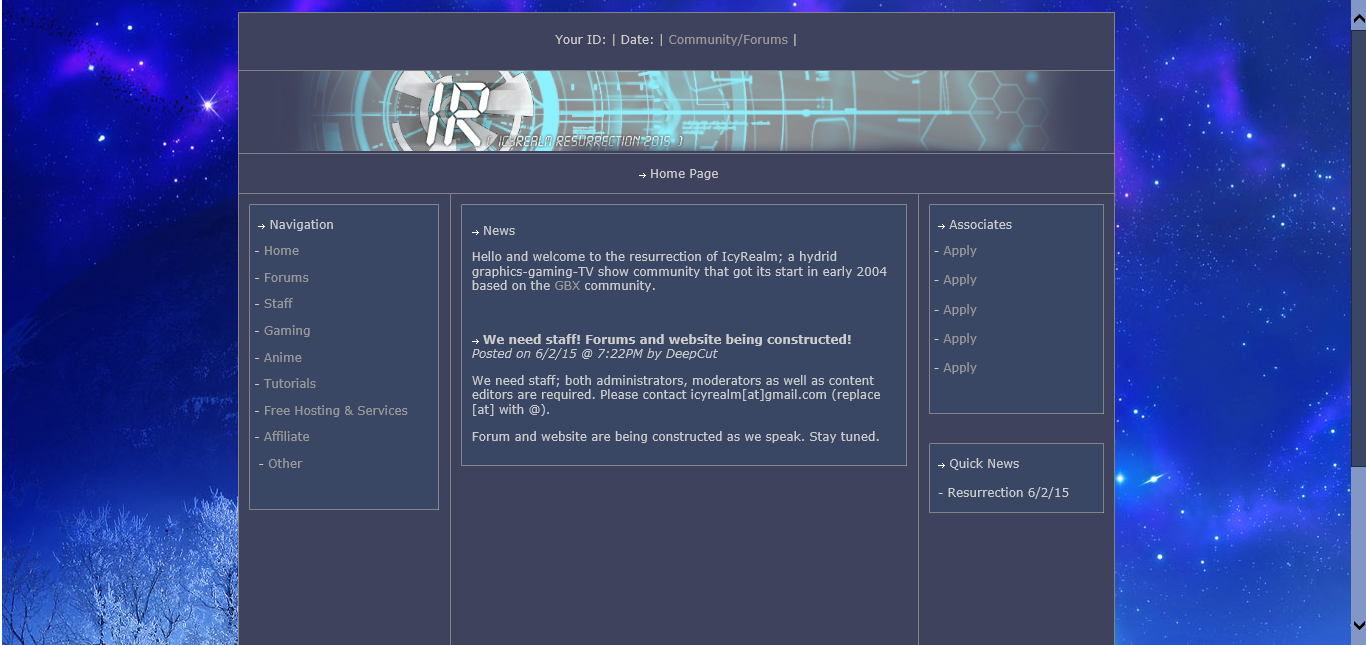 Your ID: | Date: | Community/Forums |
IR
( ICYREALM RESURRECTION 2015 )
Home Page
Navigation
- Home
- Forums
- Staff
- Gaming
- Anime
- Tutorials
- Free Hosting & Services
- Affiliate
- Other
News
Hello and welcome to the resurrection of IcyRealm; a hydrid
graphics-gaming-TV show community that got its start in early 2004
based on the GBX community.
We need staff! Forums and website being constructed!
Posted on 6/2/15 @ 7:22PM by DeepCut
We need staff; both administrators, moderators as well as content
editors are required. Please contact icyrealm[at]gmail.com (replace
[at] with @).
Forum and website are being constructed as we speak. Stay tuned.
Associates
- Apply
- Apply
- Apply
- Apply
- Apply
Quick News
- Resurrection 6/2/15